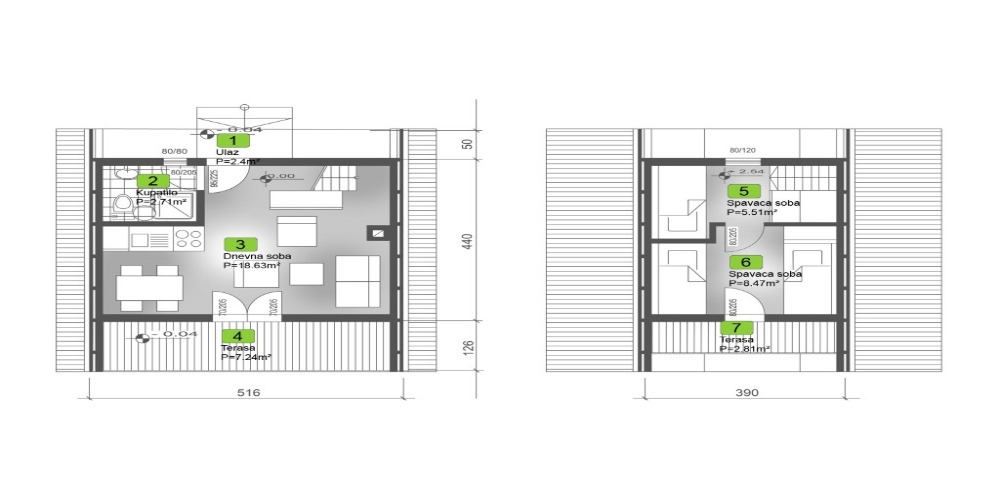 1
- 0.04
Ulaz
P=2.4m²
80/80
80/205
95/225
0.00
2
Kupatilo
P=2.71m²
3
Dnevna soba
P=18.63m²
70/205
70/205
- 0.04
4
Terasa
P=7.24m²
50
440
126
516
80/120
+ 2.54
5
Spavaca soba
P=5.51m²
80/205
6
Spavaca soba
P=8.47m²
80/205
7
Terasa
P=2.81m²
390